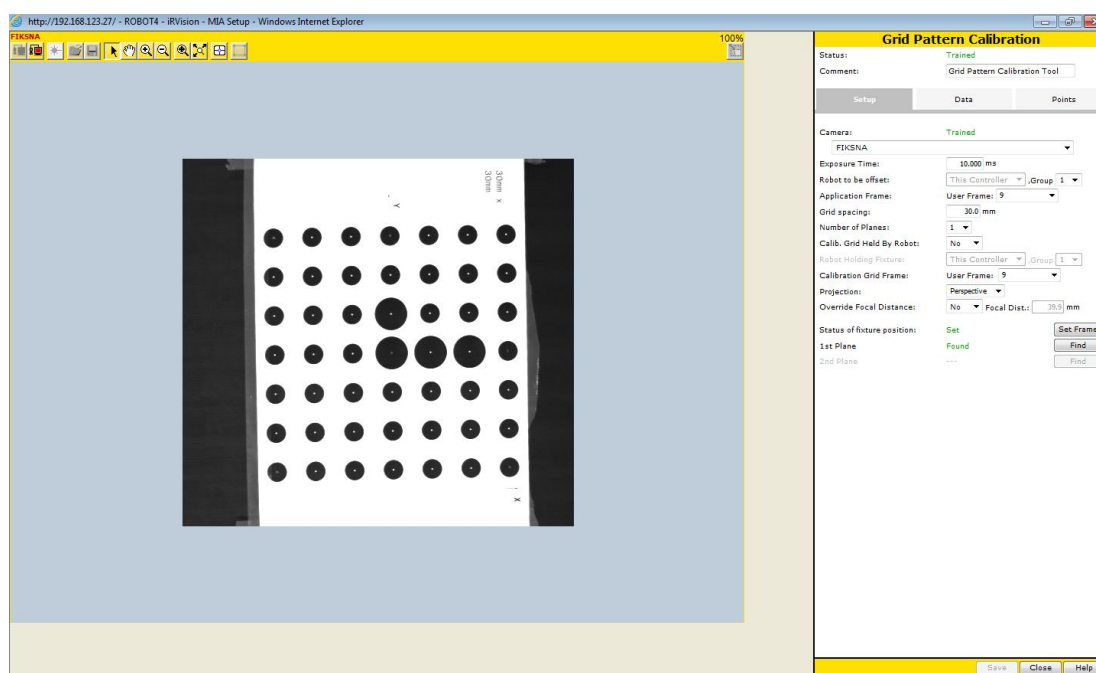 http://192.168.123.27/ - ROBOT4 - iRVision - MIA Setup - Windows Internet Explorer
FIKSNA
100%
30mm x
30mm
Y
X
Grid Pattern Calibration
Status: Trained
Comment: Grid Pattern Calibration Tool
Setup Data Points
Camera: Trained
FIKSNA
Exposure Time: 10.000 ms
Robot to be offset: This Controller ,Group 1
Application Frame: User Frame: 9
Grid spacing: 30.0 mm
Number of Planes: 1
Calib. Grid Held By Robot: No
Robot Holding Fixture: This Controller ,Group 1
Calibration Grid Frame: User Frame: 9
Projection: Perspective
Override Focal Distance: No Focal Dist.: 39.9 mm
Status of fixture position: Set Set Frame
1st Plane Found Find
2nd Plane --- Find
Save Close Help